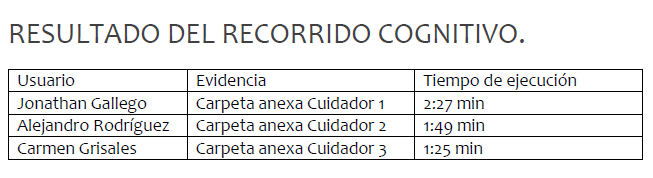 RESULTADO DEL RECORRIDO COGNITIVO.
Usuario Evidencia Tiempo de ejecución
Jonathan Gallego Carpeta anexa Cuidador 1 2:27 min
Alejandro Rodríguez Carpeta anexa Cuidador 2 1:49 min
Carmen Grisales Carpeta anexa Cuidador 3 1:25 min